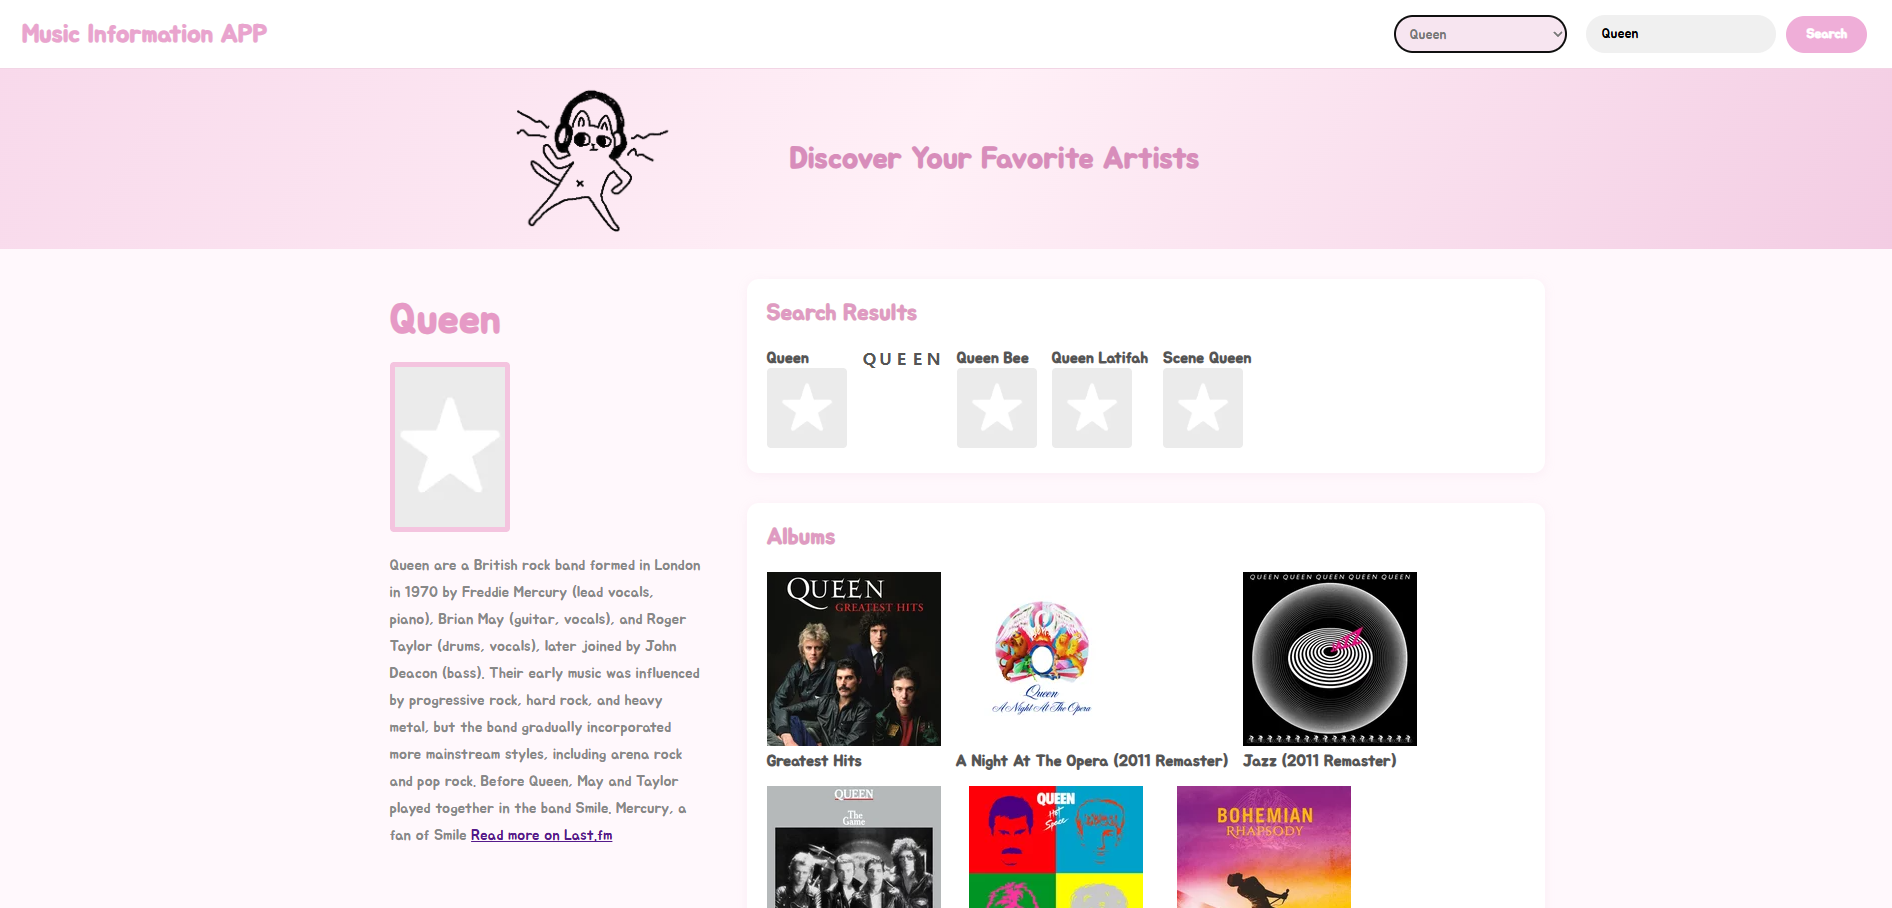 Music Information APP
Queen
Queen
Search
Discover Your Favorite Artists
Queen
Queen are a British rock band formed in London
in 1970 by Freddie Mercury (lead vocals,
piano), Brian May (guitar, vocals), and Roger
Taylor (drums, vocals), later joined by John
Deacon (bass). Their early music was influenced
by progressive rock, hard rock, and heavy
metal, but the band gradually incorporated
more mainstream styles, including arena rock
and pop rock. Before Queen, May and Taylor
played together in the band Smile. Mercury, a
fan of Smile Read more on Last.fm
Search Results
Queen
QUEEN
Queen Bee
Queen Latifah
Scene Queen
Albums
QUEEN
GREATEST HITS
Queen
A Night At The Opera
QUEEN QUEEN QUEEN QUEEN QUEEN
Greatest Hits
A Night At The Opera (2011 Remaster)
Jazz (2011 Remaster)
QUEEN
The
Game
QUEEN
Hot
Space
BOHEMIAN
RHAPSODY